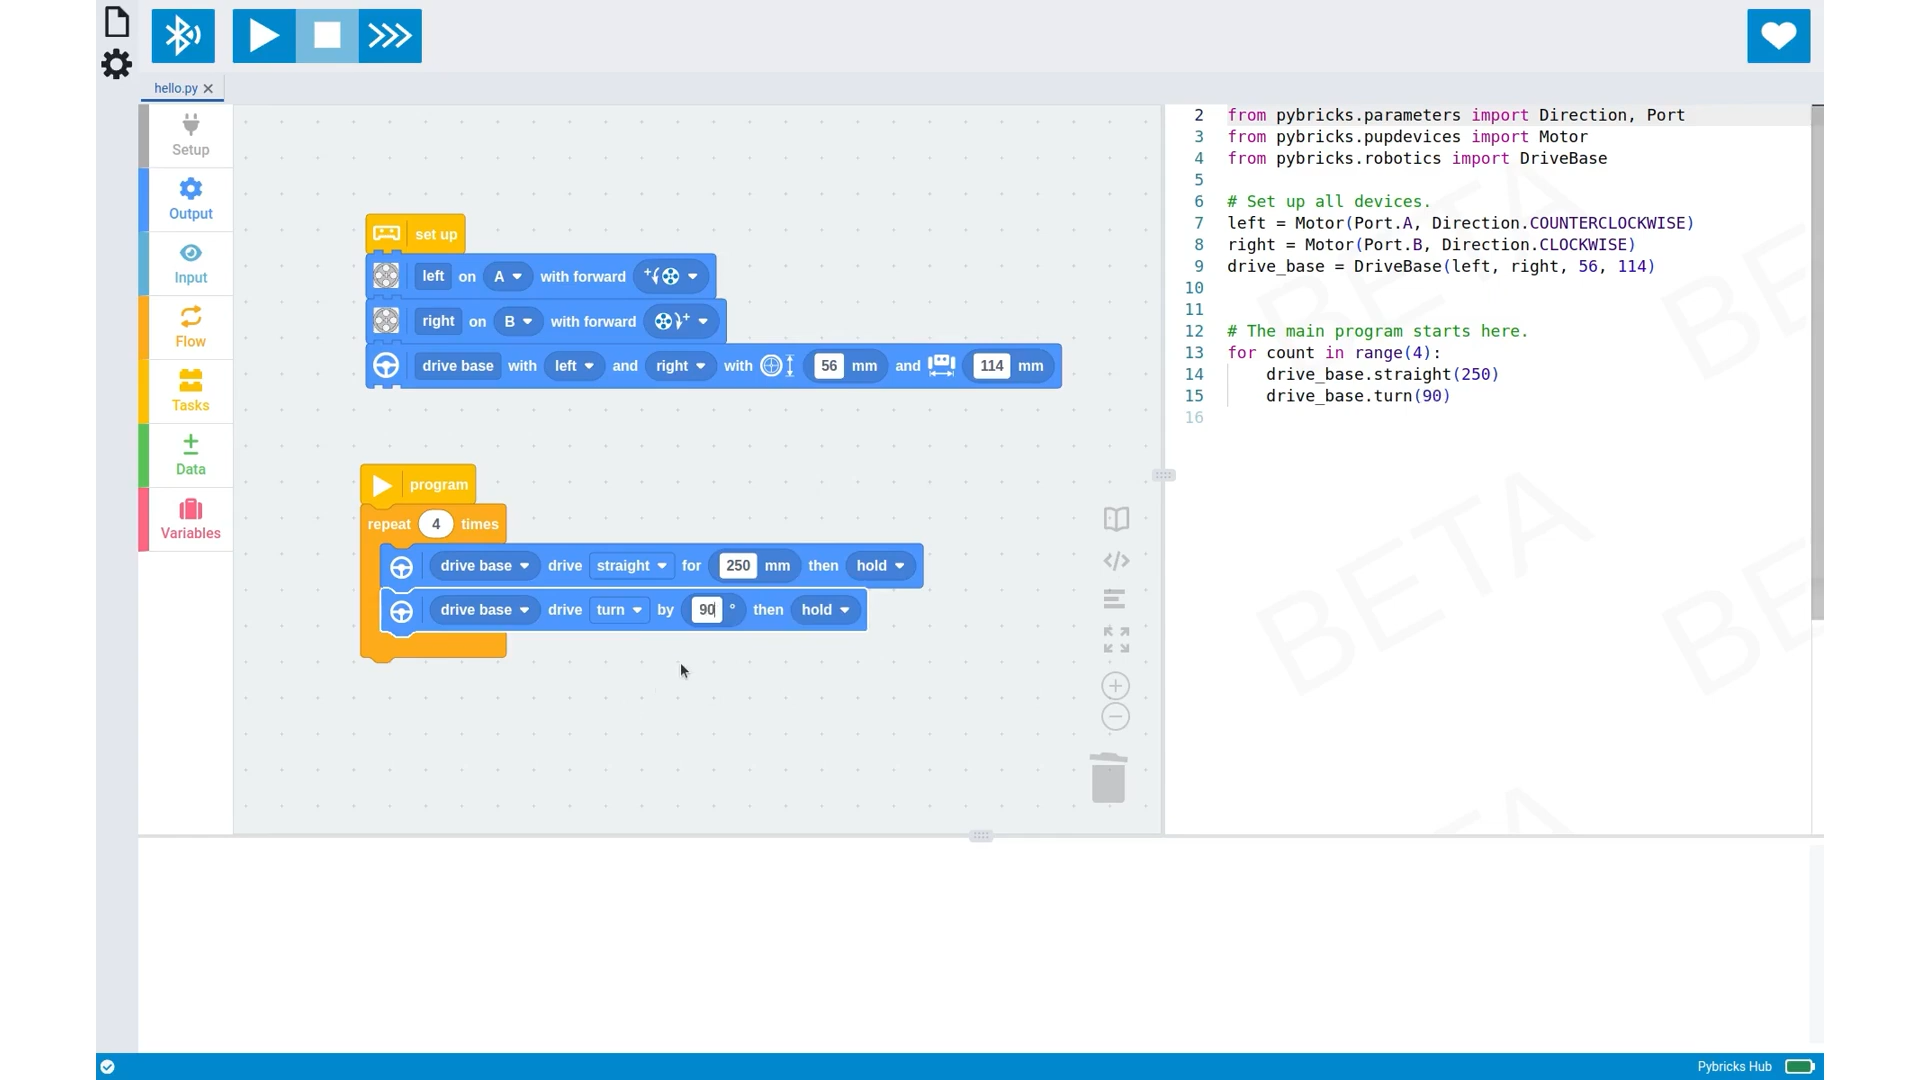 hello.py
Setup
Output
Input
Flow
Tasks
Data
Variables
set up
left on A with forward
right on B with forward
drive base with left and right with 56 mm and 114 mm
program
repeat 4 times
drive base drive straight for 250 mm then hold
drive base drive turn by 90 ° then hold
2 from pybricks.parameters import Direction, Port
3 from pybricks.pupdevices import Motor
4 from pybricks.robotics import DriveBase
5
6 # Set up all devices.
7 left = Motor(Port.A, Direction.COUNTERCLOCKWISE)
8 right = Motor(Port.B, Direction.CLOCKWISE)
9 drive_base = DriveBase(left, right, 56, 114)
10
11
12 # The main program starts here.
13 for count in range(4):
14     drive_base.straight(250)
15     drive_base.turn(90)
16
BETA
BETA
BETA
BETA
Pybricks Hub